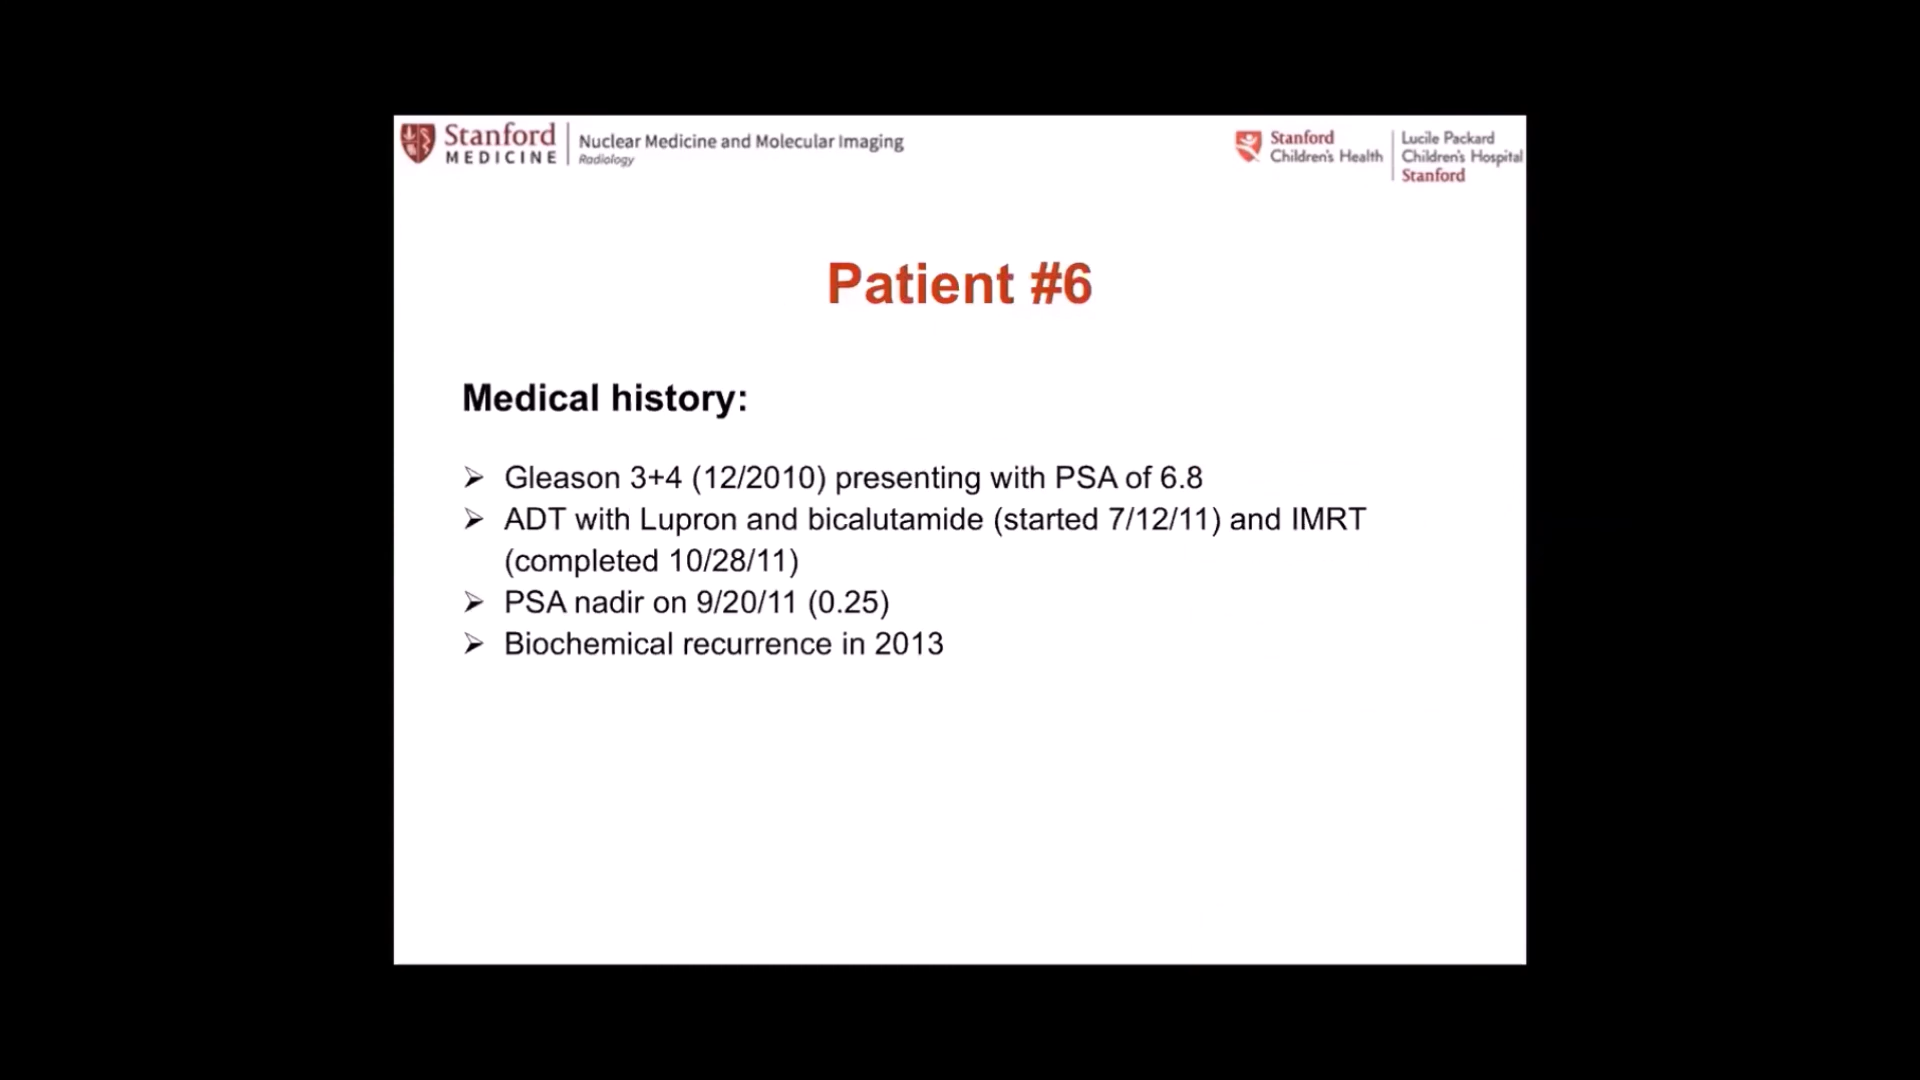 Stanford
MEDICINE
Nuclear Medicine and Molecular Imaging
Radiology
Stanford
Children's Health
Lucile Packard
Children's Hospital
Stanford
Patient #6
Medical history:
➢ Gleason 3+4 (12/2010) presenting with PSA of 6.8
➢ ADT with Lupron and bicalutamide (started 7/12/11) and IMRT
(completed 10/28/11)
➢ PSA nadir on 9/20/11 (0.25)
➢ Biochemical recurrence in 2013